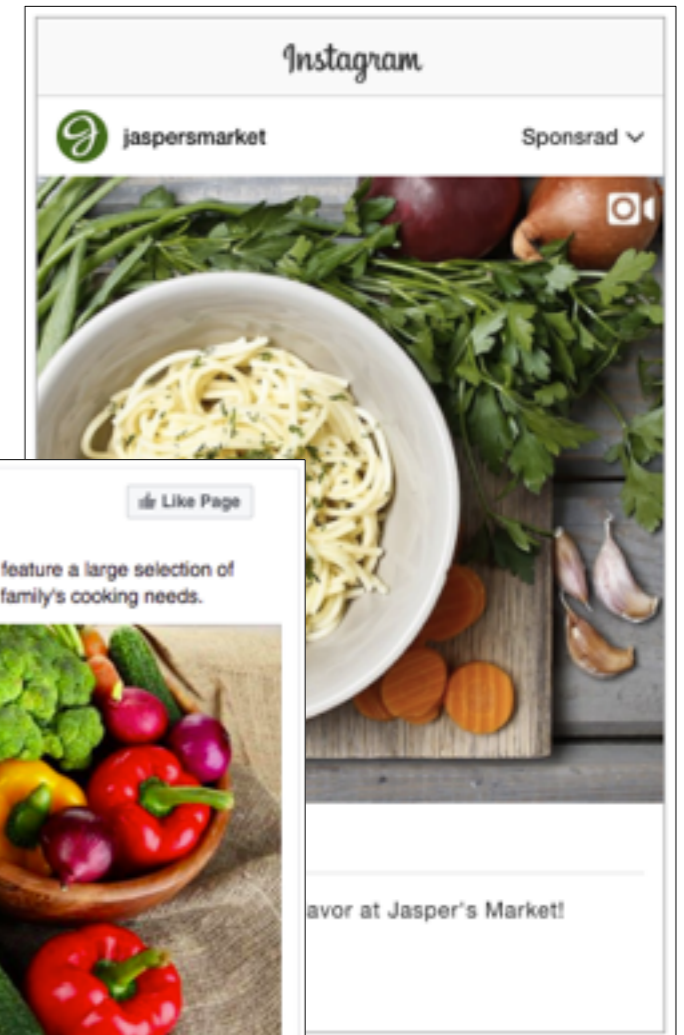 Instagram
jaspersmarket
Sponsrad
Like Page
feature a large selection of
family's cooking needs.
avor at Jasper's Market!